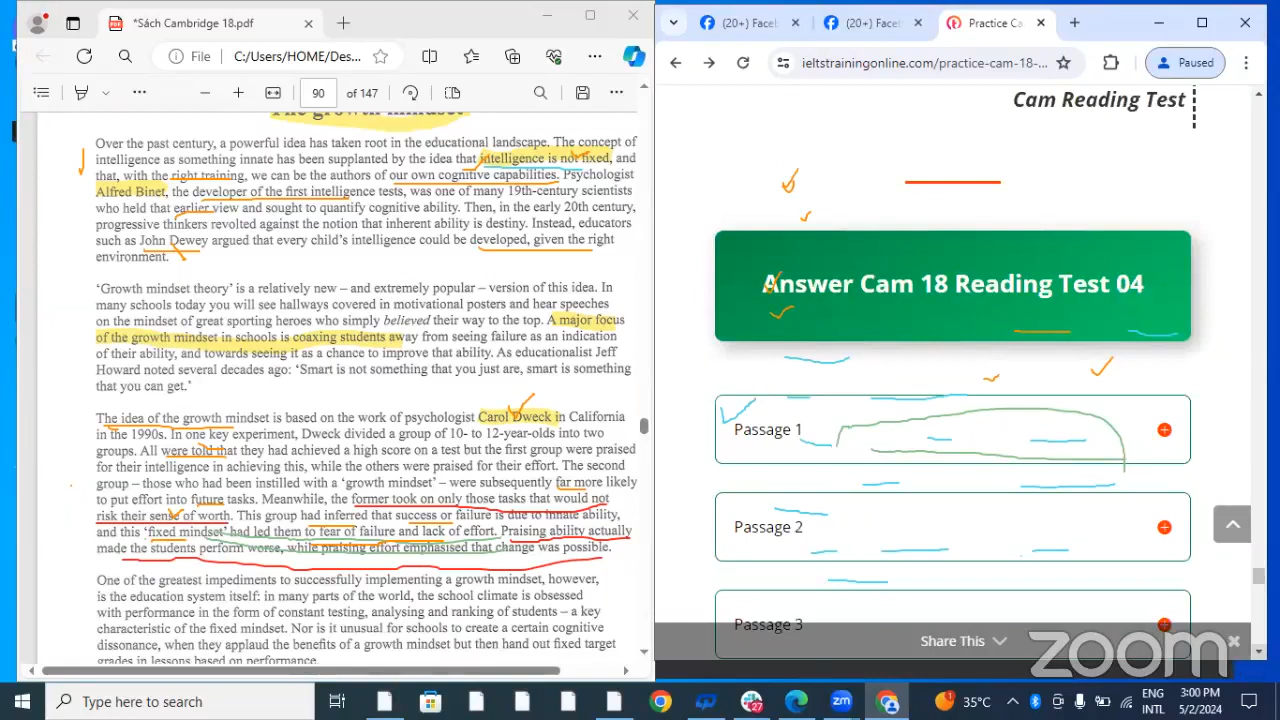 *Sách Cambridge 18.pdf
File
C:/Users/HOME/Des...
90 of 147
The growth mindset
Over the past century, a powerful idea has taken root in the educational landscape. The concept of
intelligence as something innate has been supplanted by the idea that intelligence is not fixed, and
that, with the right training, we can be the authors of our own cognitive capabilities. Psychologist
Alfred Binet, the developer of the first intelligence tests, was one of many 19th-century scientists
who held that earlier view and sought to quantify cognitive ability. Then, in the early 20th century,
progressive thinkers revolted against the notion that inherent ability is destiny. Instead, educators
such as John Dewey argued that every child's intelligence could be developed, given the right
environment.
'Growth mindset theory' is a relatively new – and extremely popular – version of this idea. In
many schools today you will see hallways covered in motivational posters and hear speeches
on the mindset of great sporting heroes who simply believed their way to the top. A major focus
of the growth mindset in schools is coaxing students away from seeing failure as an indication
of their ability, and towards seeing it as a chance to improve that ability. As educationalist Jeff
Howard noted several decades ago: 'Smart is not something that you just are, smart is something
that you can get.'
The idea of the growth mindset is based on the work of psychologist Carol Dweck in California
in the 1990s. In one key experiment, Dweck divided a group of 10- to 12-year-olds into two
groups. All were told that they had achieved a high score on a test but the first group were praised
for their intelligence in achieving this, while the others were praised for their effort. The second
group – those who had been instilled with a 'growth mindset' – were subsequently far more likely
to put effort into future tasks. Meanwhile, the former took on only those tasks that would not
risk their sense of worth. This group had inferred that success or failure is due to innate ability,
and this 'fixed mindset' had led them to fear of failure and lack of effort. Praising ability actually
made the students perform worse, while praising effort emphasised that change was possible.
One of the greatest impediments to successfully implementing a growth mindset, however,
is the education system itself: in many parts of the world, the school climate is obsessed
with performance in the form of constant testing, analysing and ranking of students – a key
characteristic of the fixed mindset. Nor is it unusual for schools to create a certain cognitive
dissonance, when they applaud the benefits of a growth mindset but then hand out fixed target
grades in lessons based on performance.
(20+) Faceb
(20+) Faceb
Practice Ca
ieltstrainingonline.com/practice-cam-18-...
Paused
Cam Reading Test
Answer Cam 18 Reading Test 04
Passage 1
Passage 2
Passage 3
Share This
zoom
Type here to search
27
zm
1
35°C
ENG
INTL
3:00 PM
5/2/2024